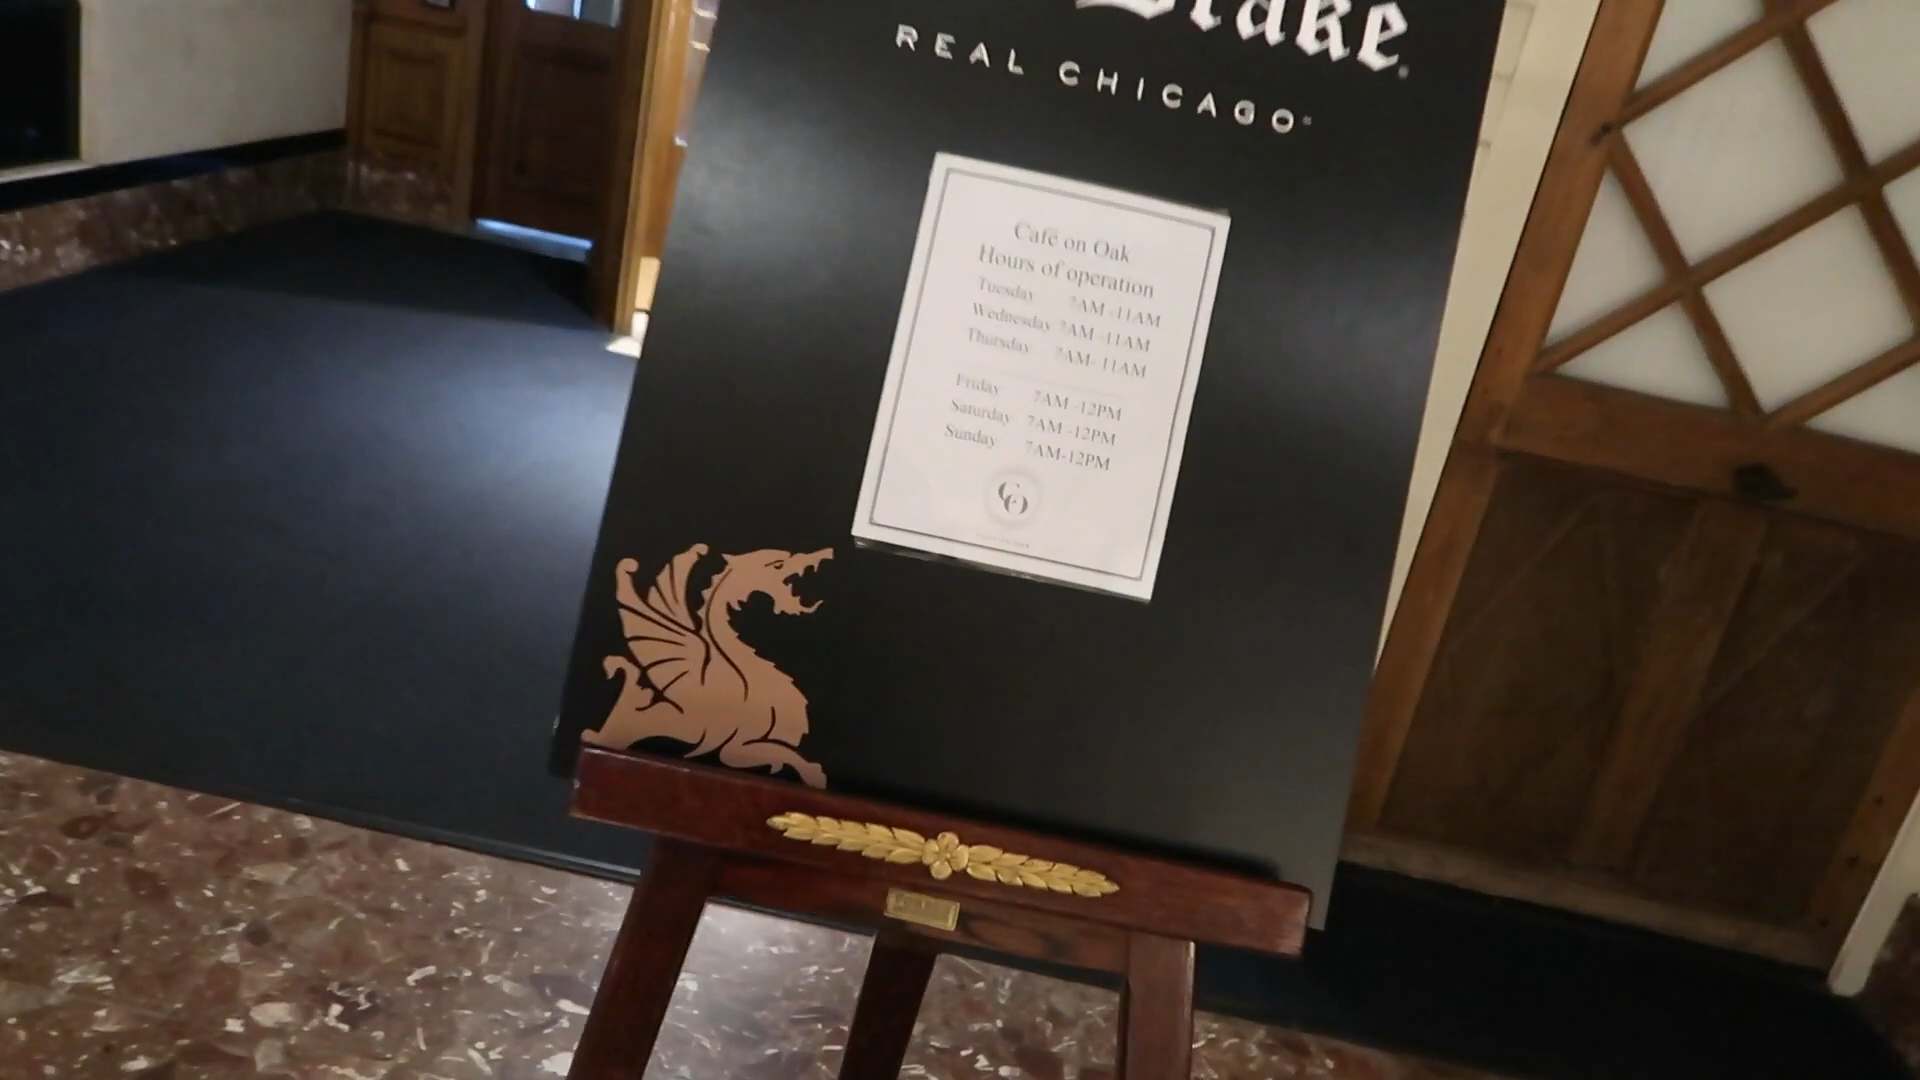 Drake
REAL CHICAGO
Café on Oak
Hours of operation
Tuesday 7AM -11AM
Wednesday 7AM -11AM
Thursday 7AM- 11AM
Friday 7AM -12PM
Saturday 7AM -12PM
Sunday 7AM-12PM
CO